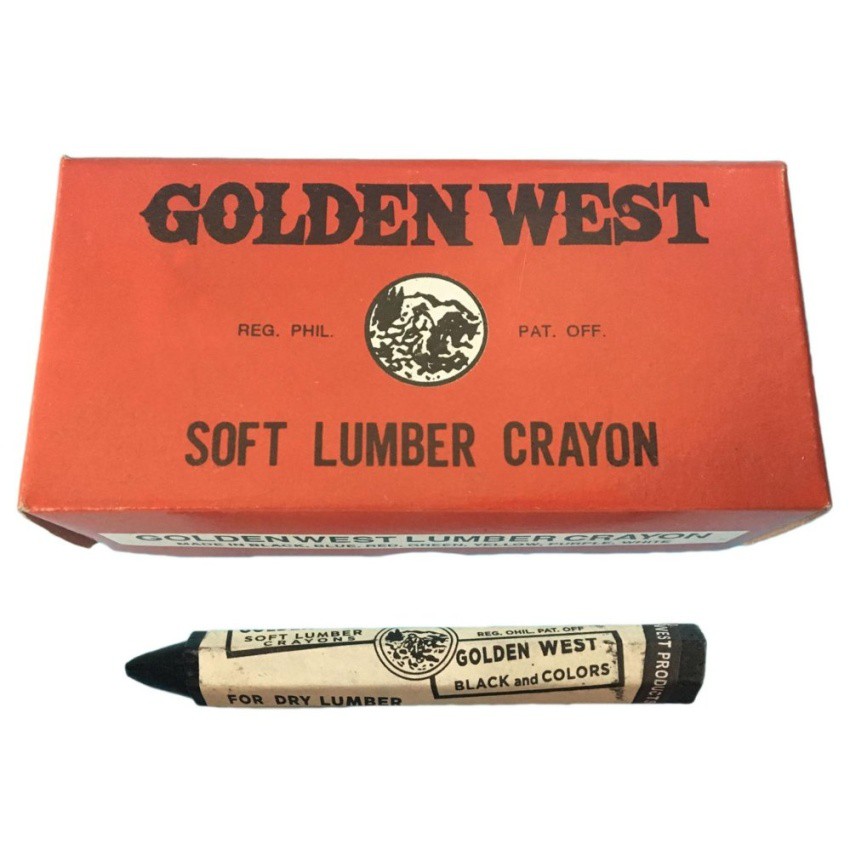 GOLDEN WEST
REG. PHIL. PAT. OFF.
SOFT LUMBER CRAYON
GOLDEN WEST LUMBER CRAYON
MADE IN BLACK, BLUE, RED, GREEN, YELLOW, PURPLE, WHITE
SOFT LUMBER
CRAYONS
REG. OHIL. PAT. OFF
GOLDEN WEST
BLACK and COLORS
FOR DRY LUMBER